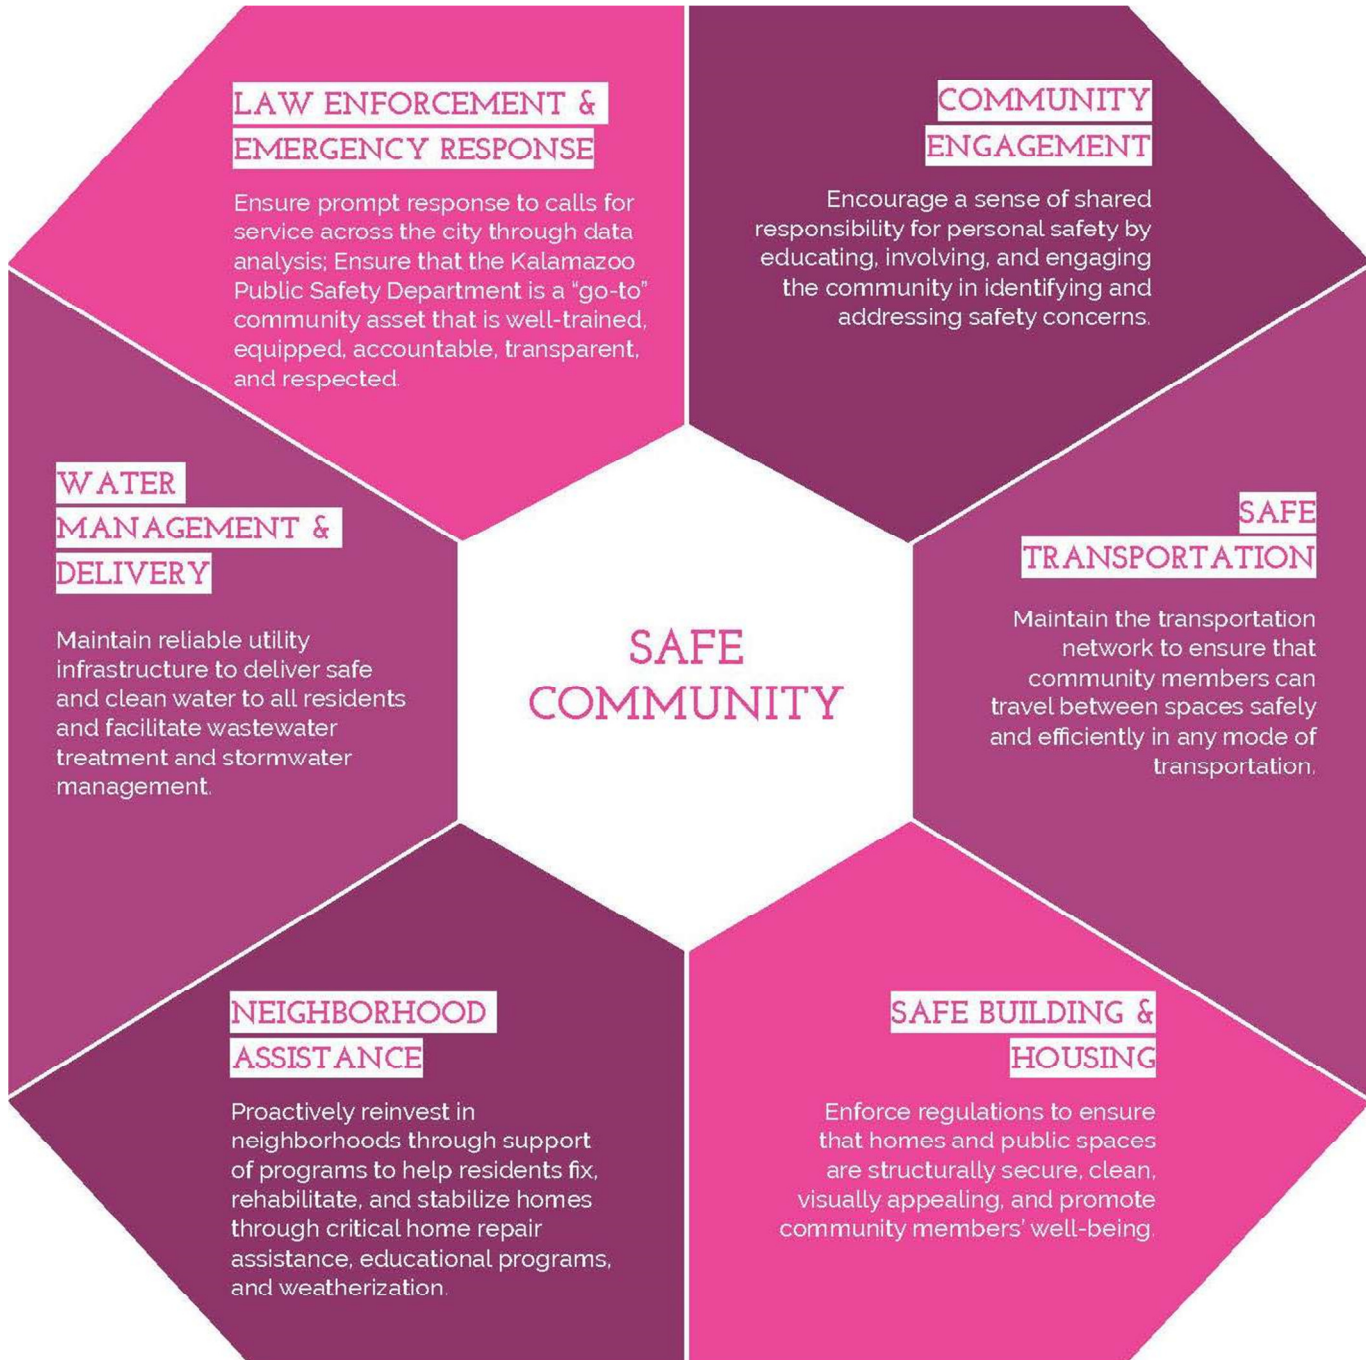 LAW ENFORCEMENT &
EMERGENCY RESPONSE
Ensure prompt response to calls for
service across the city through data
analysis; Ensure that the Kalamazoo
Public Safety Department is a “go-to”
community asset that is well-trained,
equipped, accountable, transparent,
and respected.
COMMUNITY
ENGAGEMENT
Encourage a sense of shared
responsibility for personal safety by
educating, involving, and engaging
the community in identifying and
addressing safety concerns.
WATER
MANAGEMENT &
DELIVERY
Maintain reliable utility
infrastructure to deliver safe
and clean water to all residents
and facilitate wastewater
treatment and stormwater
management.
SAFE
COMMUNITY
SAFE
TRANSPORTATION
Maintain the transportation
network to ensure that
community members can
travel between spaces safely
and efficiently in any mode of
transportation.
NEIGHBORHOOD
ASSISTANCE
Proactively reinvest in
neighborhoods through support
of programs to help residents fix,
rehabilitate, and stabilize homes
through critical home repair
assistance, educational programs,
and weatherization.
SAFE BUILDING &
HOUSING
Enforce regulations to ensure
that homes and public spaces
are structurally secure, clean,
visually appealing, and promote
community members’ well-being.